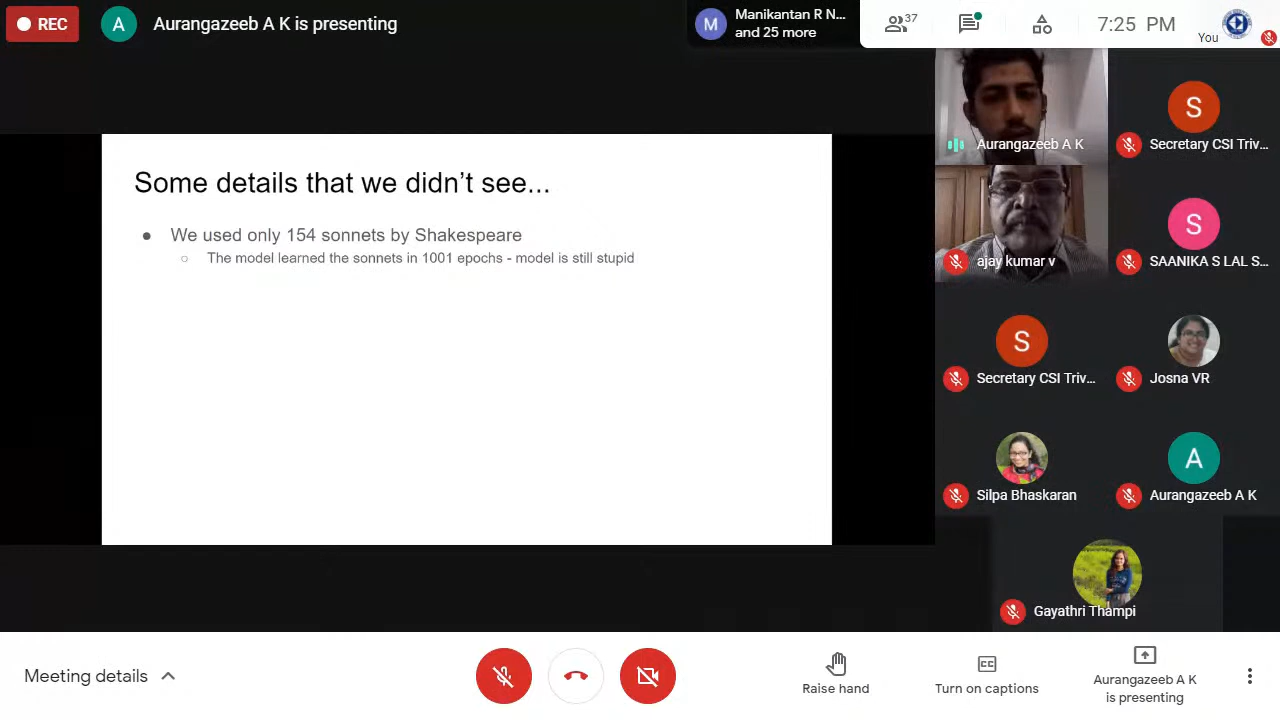 REC
A
Aurangazeeb A K is presenting
M
Manikantan R N...
and 25 more
37
7:25 PM
You
Some details that we didn't see...
We used only 154 sonnets by Shakespeare
The model learned the sonnets in 1001 epochs - model is still stupid
Aurangazeeb A K
S
Secretary CSI Triv...
ajay kumar v
S
SAANIKA S LAL S...
S
Secretary CSI Triv...
Josna VR
Silpa Bhaskaran
A
Aurangazeeb A K
Gayathri Thampi
Meeting details
Raise hand
CC
Turn on captions
Aurangazeeb A K
is presenting